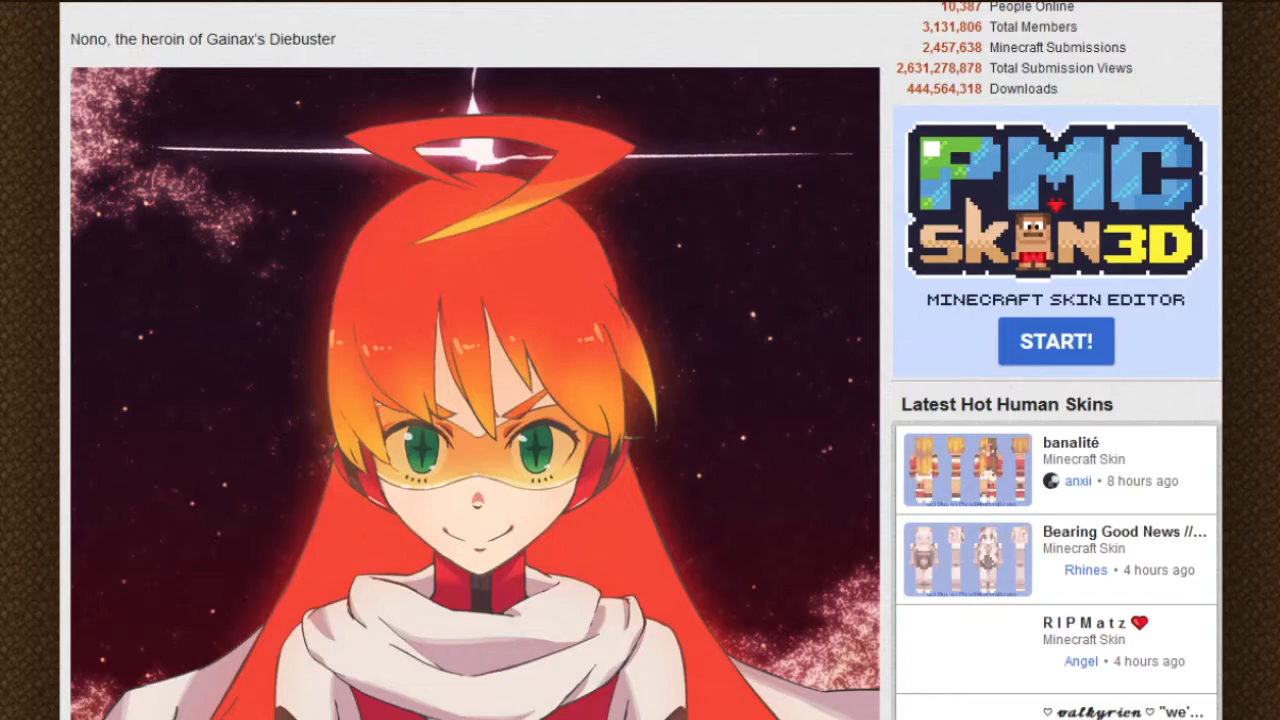 Nono, the heroin of Gainax's Diebuster
10,387 People Online
3,131,806 Total Members
2,457,638 Minecraft Submissions
2,631,278,878 Total Submission Views
444,564,318 Downloads
PMC
SKIN3D
MINECRAFT SKIN EDITOR
START!
Latest Hot Human Skins
banalité
Minecraft Skin
anxii • 8 hours ago
Bearing Good News //...
Minecraft Skin
Rhines • 4 hours ago
R I P M a t z ❤
Minecraft Skin
Angel • 4 hours ago
♡ 𝓿𝓪𝓵𝓴𝔂𝓻𝓲𝓮𝓷 ♡ "we'...